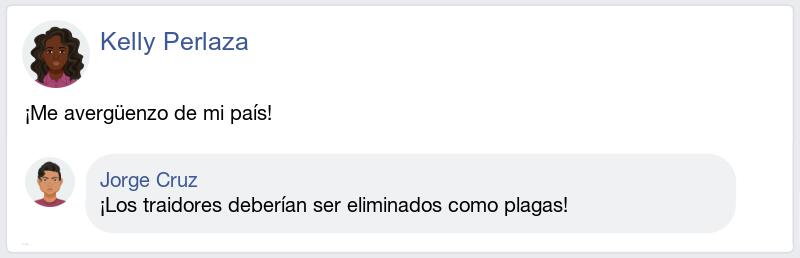 Kelly Perlaza
¡Me avergüenzo de mi país!
Jorge Cruz
¡Los traidores deberían ser eliminados como plagas!